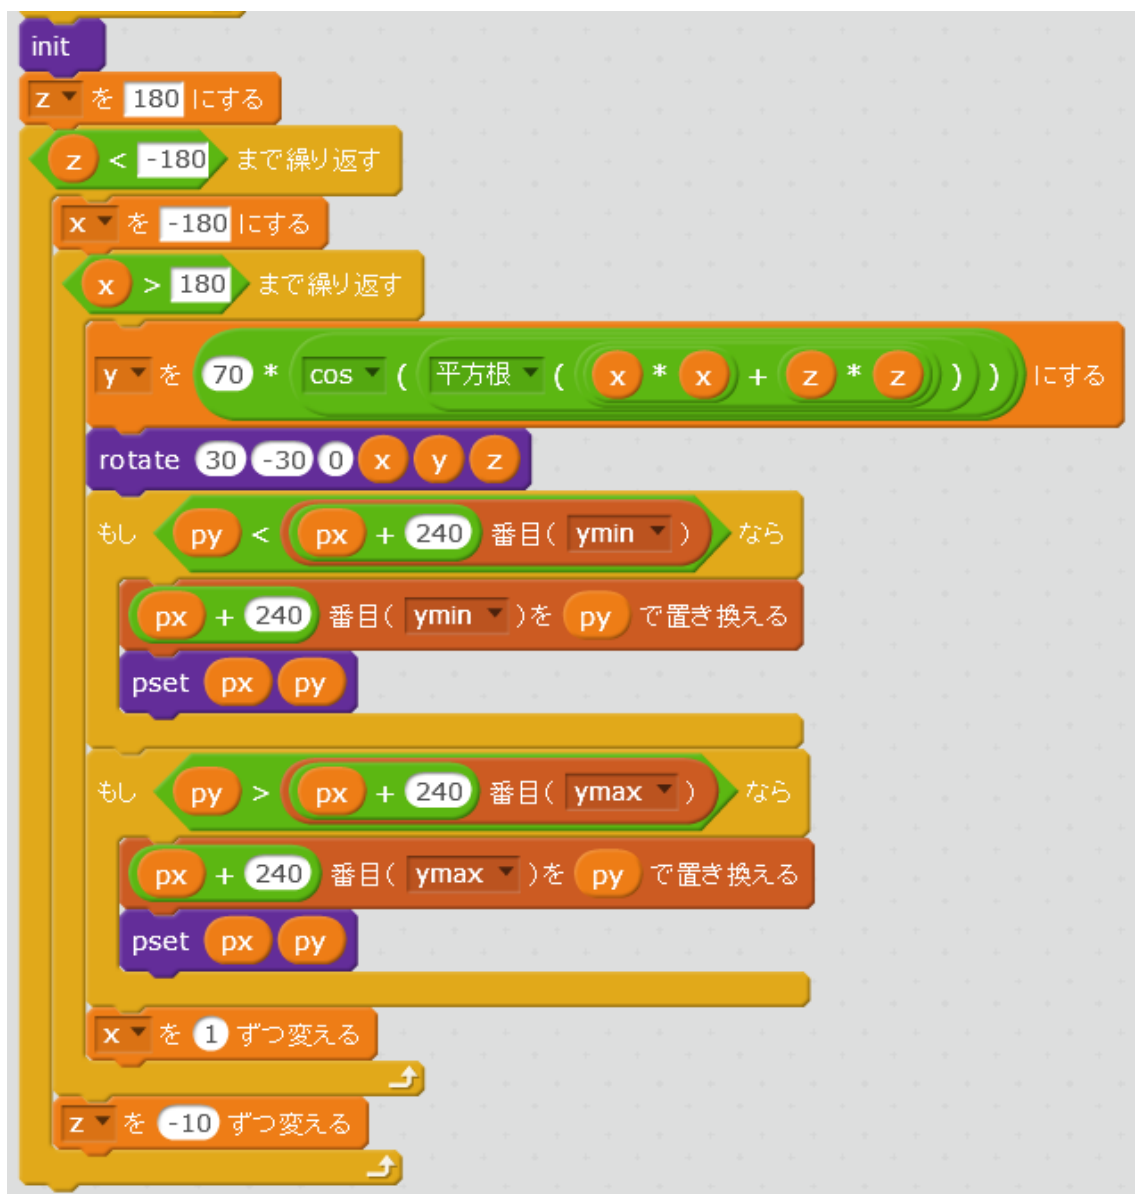 init
z を 180 にする
z < -180 まで繰り返す
x を -180 にする
x > 180 まで繰り返す
y を 70 * cos ( 平方根 ( x * x + z * z ) ) にする
rotate 30 -30 0 x y z
もし py < px + 240 番目( ymin ) なら
px + 240 番目( ymin )を py で置き換える
pset px py
もし py > px + 240 番目( ymax ) なら
px + 240 番目( ymax )を py で置き換える
pset px py
x を 1 ずつ変える
z を -10 ずつ変える